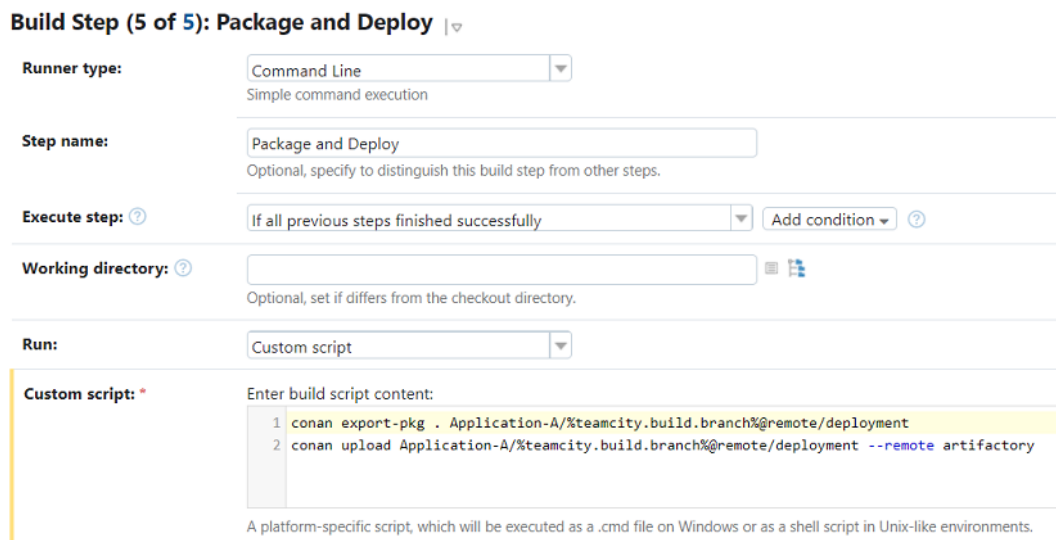 Build Step (5 of 5): Package and Deploy
Runner type:
Command Line
Simple command execution
Step name:
Package and Deploy
Optional, specify to distinguish this build step from other steps.
Execute step:
If all previous steps finished successfully
Add condition
Working directory:
Optional, set if differs from the checkout directory.
Run:
Custom script
Custom script: *
Enter build script content:
1 conan export-pkg . Application-A/%teamcity.build.branch%@remote/deployment
2 conan upload Application-A/%teamcity.build.branch%@remote/deployment --remote artifactory
A platform-specific script, which will be executed as a .cmd file on Windows or as a shell script in Unix-like environments.